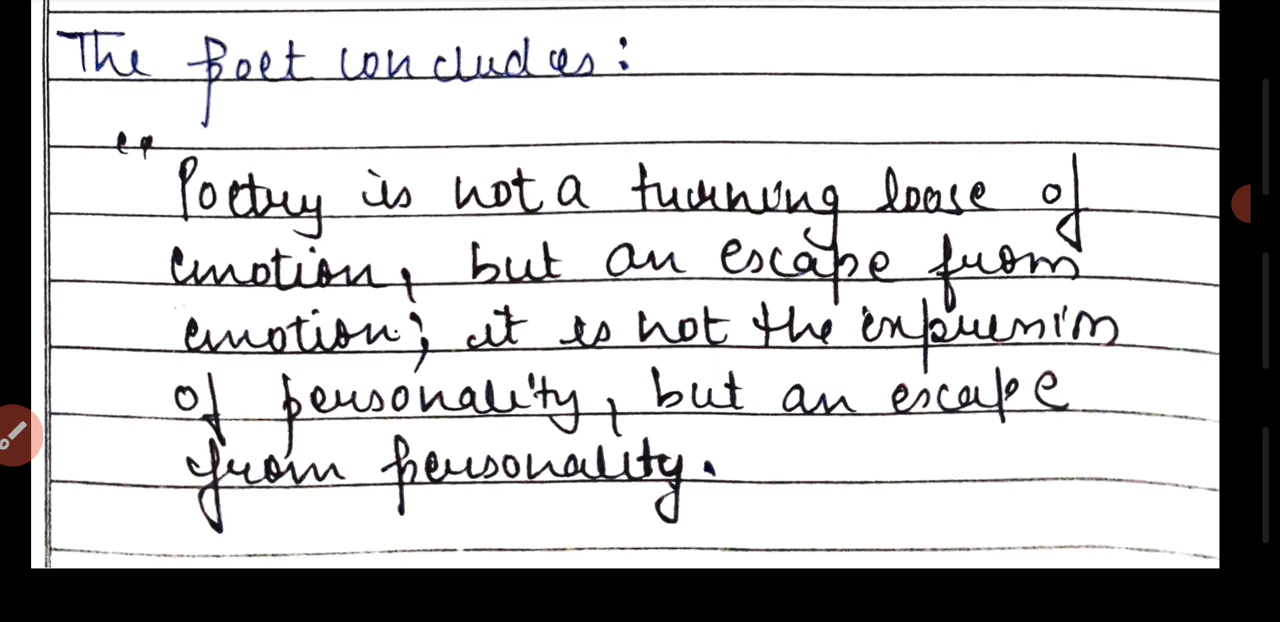 The poet concludes:
"
Poetry is not a turning loose of
emotion, but an escape from
emotion; it is not the expression
of personality, but an escape
from personality.